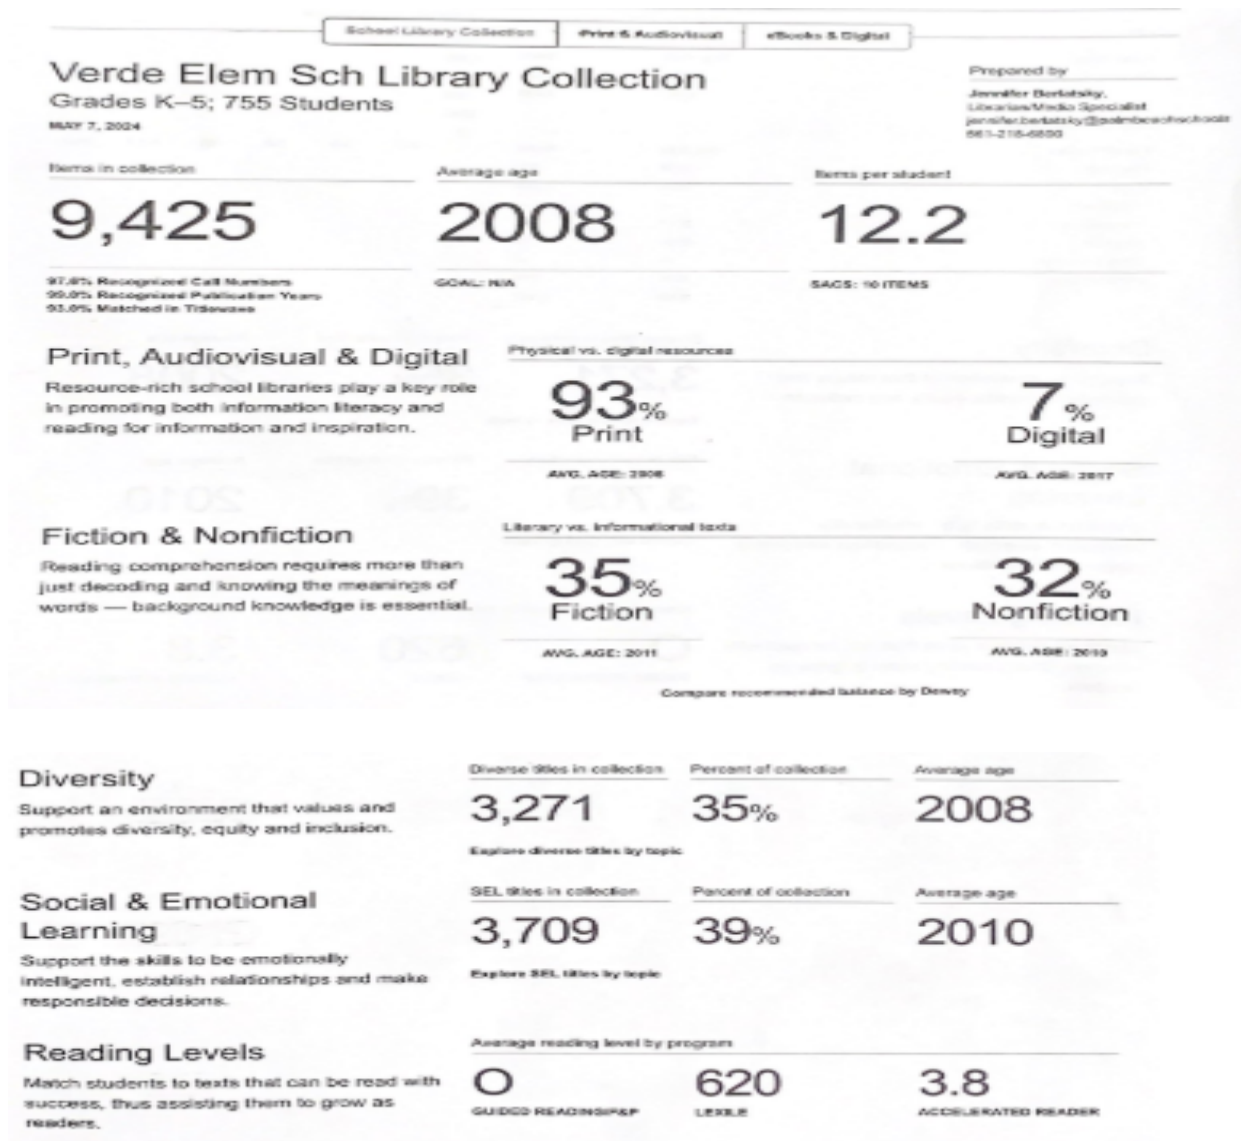 School Library Collection Print & Audiovisual eBooks & Digital
Verde Elem Sch Library Collection
Grades K–5; 755 Students
MAY 7, 2024
Prepared by
Jennifer Berlatsky,
Librarian/Media Specialist
jennifer.berlatsky@palmbeachschools
561-218-6800
Items in collection
9,425
97.6% Recognized Call Numbers
99.0% Recognized Publication Years
93.0% Matched in Titlewave
Average age
2008
GOAL: N/A
Items per student
12.2
SACS: 10 ITEMS
Print, Audiovisual & Digital
Resource-rich school libraries play a key role
in promoting both information literacy and
reading for information and inspiration.
Physical vs. digital resources
93%
Print
AVG. AGE: 2008
7%
Digital
AVG. AGE: 2017
Fiction & Nonfiction
Reading comprehension requires more than
just decoding and knowing the meanings of
words — background knowledge is essential.
Literary vs. informational texts
35%
Fiction
AVG. AGE: 2011
32%
Nonfiction
AVG. AGE:
Compare recommended balance by Dewey
Diversity
Support an environment that values and
promotes diversity, equity and inclusion.
Diverse titles in collection
3,271
Explore diverse titles by topic
Percent of collection
35%
Average age
2008
Social & Emotional
Learning
Support the skills to be emotionally
intelligent, establish relationships and make
responsible decisions.
SEL titles in collection
3,709
Explore SEL titles by topic
Percent of collection
39%
Average age
2010
Reading Levels
Match students to texts that can be read with
success, thus assisting them to grow as
readers.
Average reading level by program
O
GUIDED READING/F&P
620
LEXILE
3.8
ACCELERATED READER